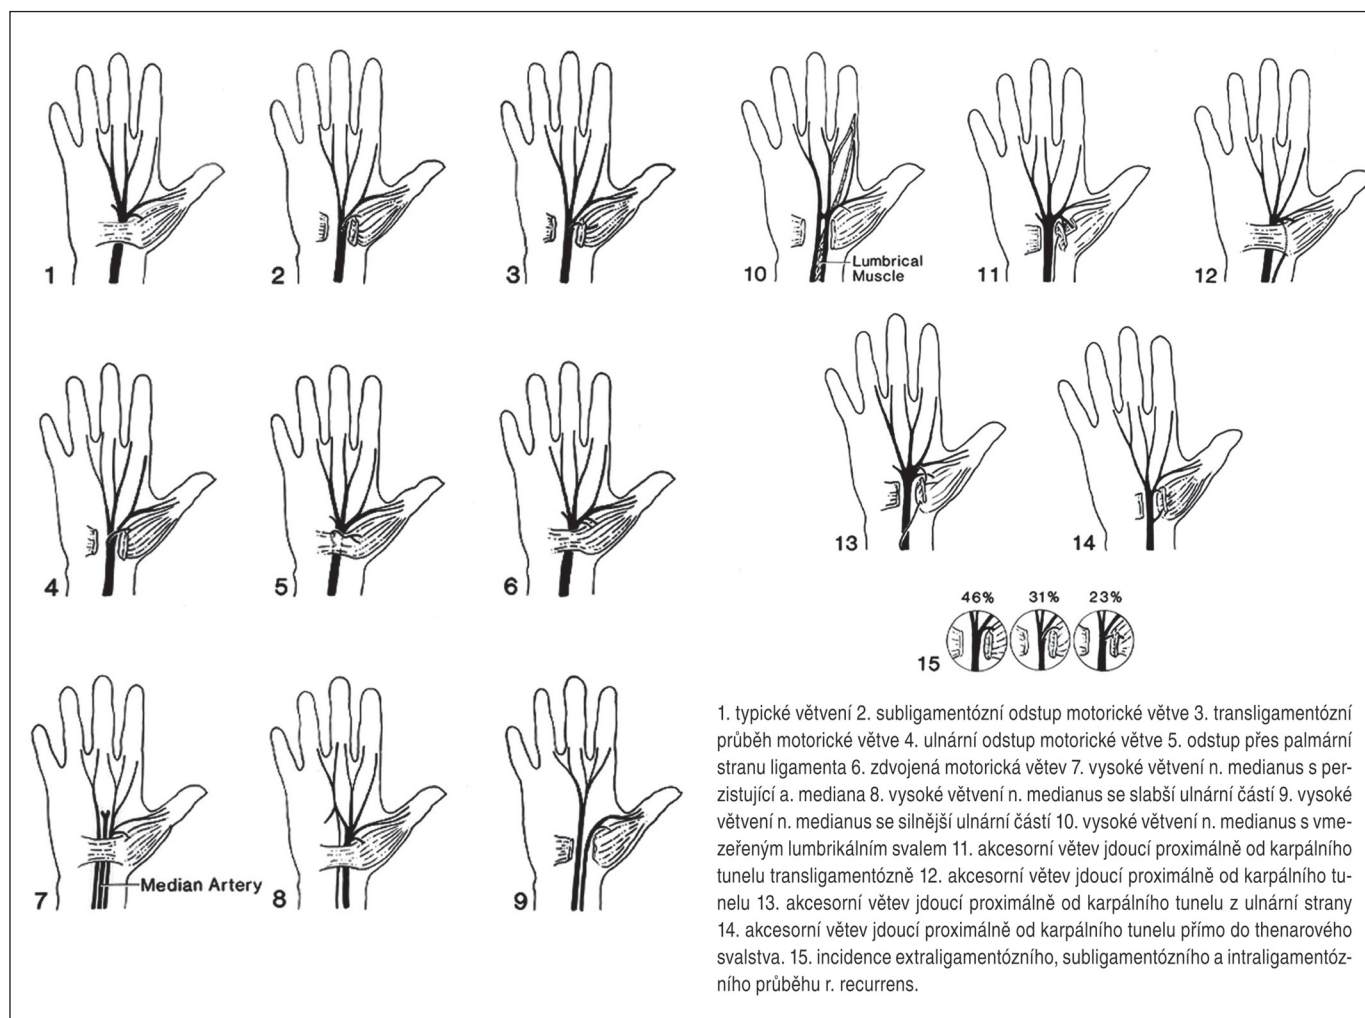 1
2
3
10
Lumbrical
Muscle
11
12
4
5
6
13
14
46% 31% 23%
15
7
Median Artery
8
9
1. typické větvení 2. subligamentózní odstup motorické větve 3. transligamentózní
průběh motorické větve 4. ulnární odstup motorické větve 5. odstup přes palmární
stranu ligamenta 6. zdvojená motorická větev 7. vysoké větvení n. medianus s per-
zistující a. mediana 8. vysoké větvení n. medianus se slabší ulnární částí 9. vysoké
větvení n. medianus se silnější ulnární částí 10. vysoké větvení n. medianus s vme-
zeřeným lumbrikálním svalem 11. akcesorní větev jdoucí proximálně od karpálního
tunelu transligamentózně 12. akcesorní větev jdoucí proximálně od karpálního tu-
nelu 13. akcesorní větev jdoucí proximálně od karpálního tunelu z ulnární strany
14. akcesorní větev jdoucí proximálně od karpálního tunelu přímo do thenarového
svalstva. 15. incidence extraligamentózního, subligamentózního a intraligamentóz-
ního průběhu r. recurrens.